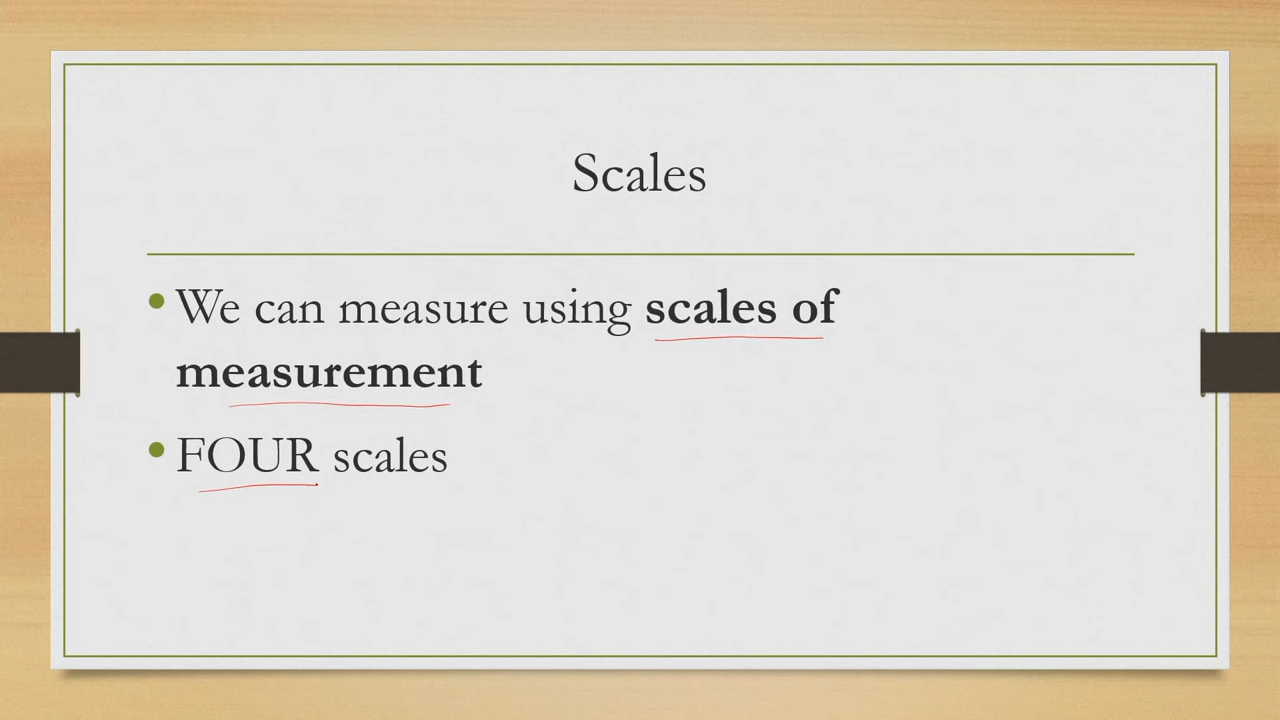 Scales
• We can measure using scales of
measurement
• FOUR scales